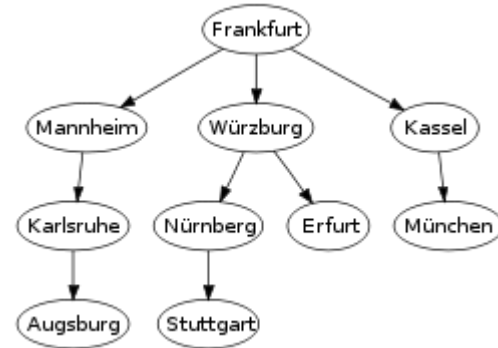 Frankfurt
Mannheim
Würzburg
Kassel
Karlsruhe
Nürnberg
Erfurt
München
Augsburg
Stuttgart